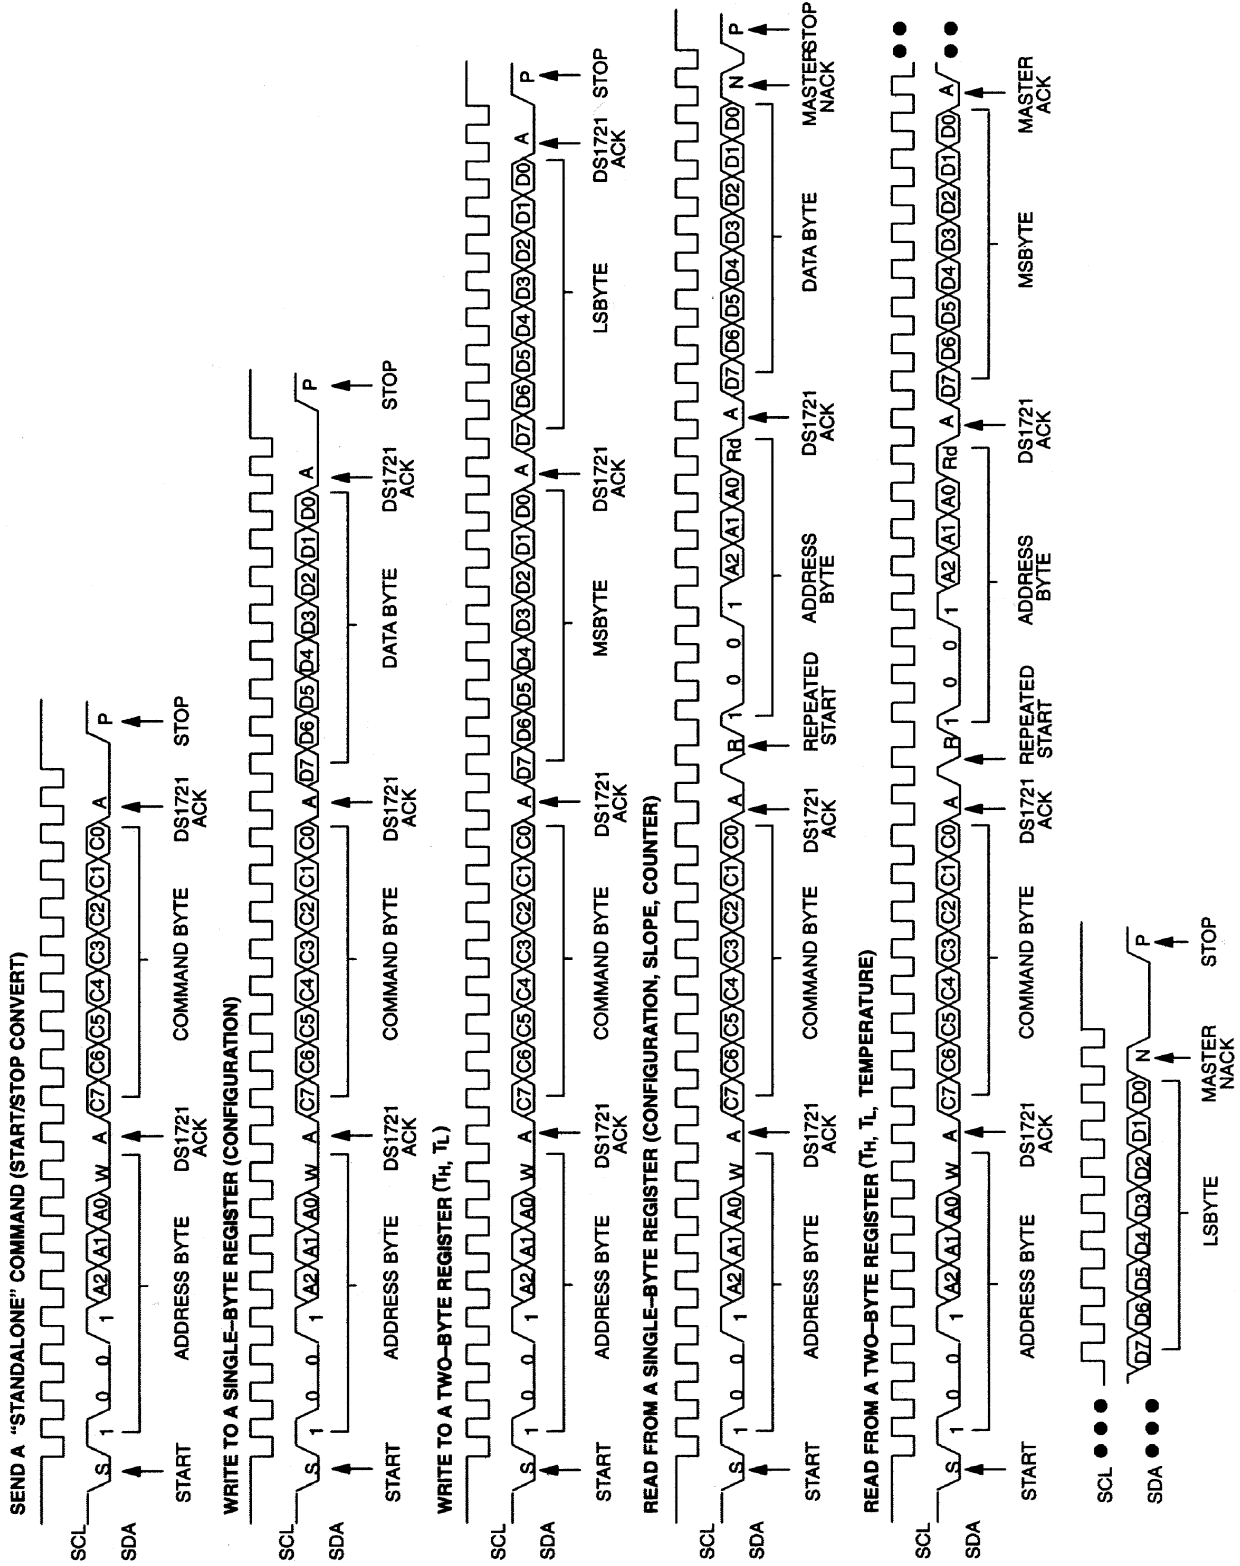 SEND A “STANDALONE” COMMAND (START/STOP CONVERT)
SCL
SDA
S 1 0 0 1 A2 A1 A0 W A C7 C6 C5 C4 C3 C2 C1 C0 A P
START
ADDRESS BYTE
DS1721 ACK
COMMAND BYTE
DS1721 ACK
STOP
WRITE TO A SINGLE–BYTE REGISTER (CONFIGURATION)
SCL
SDA
S 1 0 0 1 A2 A1 A0 W A C7 C6 C5 C4 C3 C2 C1 C0 A D7 D6 D5 D4 D3 D2 D1 D0 A P
START
ADDRESS BYTE
DS1721 ACK
COMMAND BYTE
DS1721 ACK
DATA BYTE
DS1721 ACK
STOP
WRITE TO A TWO–BYTE REGISTER (TH, TL)
SCL
SDA
S 1 0 0 1 A2 A1 A0 W A C7 C6 C5 C4 C3 C2 C1 C0 A D7 D6 D5 D4 D3 D2 D1 D0 A D7 D6 D5 D4 D3 D2 D1 D0 A P
START
ADDRESS BYTE
DS1721 ACK
COMMAND BYTE
DS1721 ACK
MSBYTE
DS1721 ACK
LSBYTE
DS1721 ACK
STOP
READ FROM A SINGLE–BYTE REGISTER (CONFIGURATION, SLOPE, COUNTER)
SCL
SDA
S 1 0 0 1 A2 A1 A0 W A C7 C6 C5 C4 C3 C2 C1 C0 A R 1 0 0 1 A2 A1 A0 Rd A D7 D6 D5 D4 D3 D2 D1 D0 N P
START
ADDRESS BYTE
DS1721 ACK
COMMAND BYTE
DS1721 ACK
REPEATED START
ADDRESS BYTE
DS1721 ACK
DATA BYTE
MASTER NACK
STOP
READ FROM A TWO–BYTE REGISTER (TH, TL, TEMPERATURE)
SCL
SDA
S 1 0 0 1 A2 A1 A0 W A C7 C6 C5 C4 C3 C2 C1 C0 A R 1 0 0 1 A2 A1 A0 Rd A D7 D6 D5 D4 D3 D2 D1 D0 A
START
ADDRESS BYTE
DS1721 ACK
COMMAND BYTE
DS1721 ACK
REPEATED START
ADDRESS BYTE
DS1721 ACK
MSBYTE
MASTER ACK
SCL
SDA
D7 D6 D5 D4 D3 D2 D1 D0 N P
LSBYTE
MASTER NACK
STOP